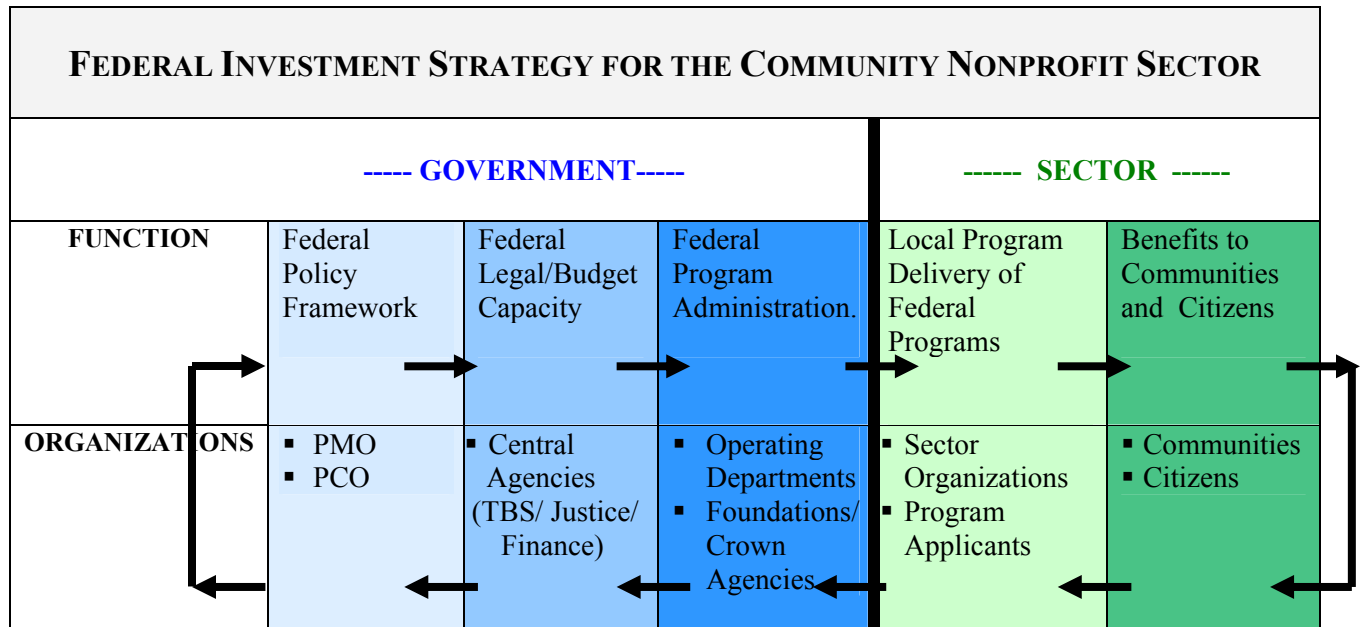 FEDERAL INVESTMENT STRATEGY FOR THE COMMUNITY NONPROFIT SECTOR
----- GOVERNMENT-----
------ SECTOR ------
FUNCTION
Federal
Policy
Framework
Federal
Legal/Budget
Capacity
Federal
Program
Administration.
Local Program
Delivery of
Federal
Programs
Benefits to
Communities
and Citizens
ORGANIZATIONS
▪ PMO
▪ PCO
▪ Central
Agencies
(TBS/ Justice/
Finance)
▪ Operating
Departments
▪ Foundations/
Crown
Agencies
▪ Sector
Organizations
▪ Program
Applicants
▪ Communities
▪ Citizens